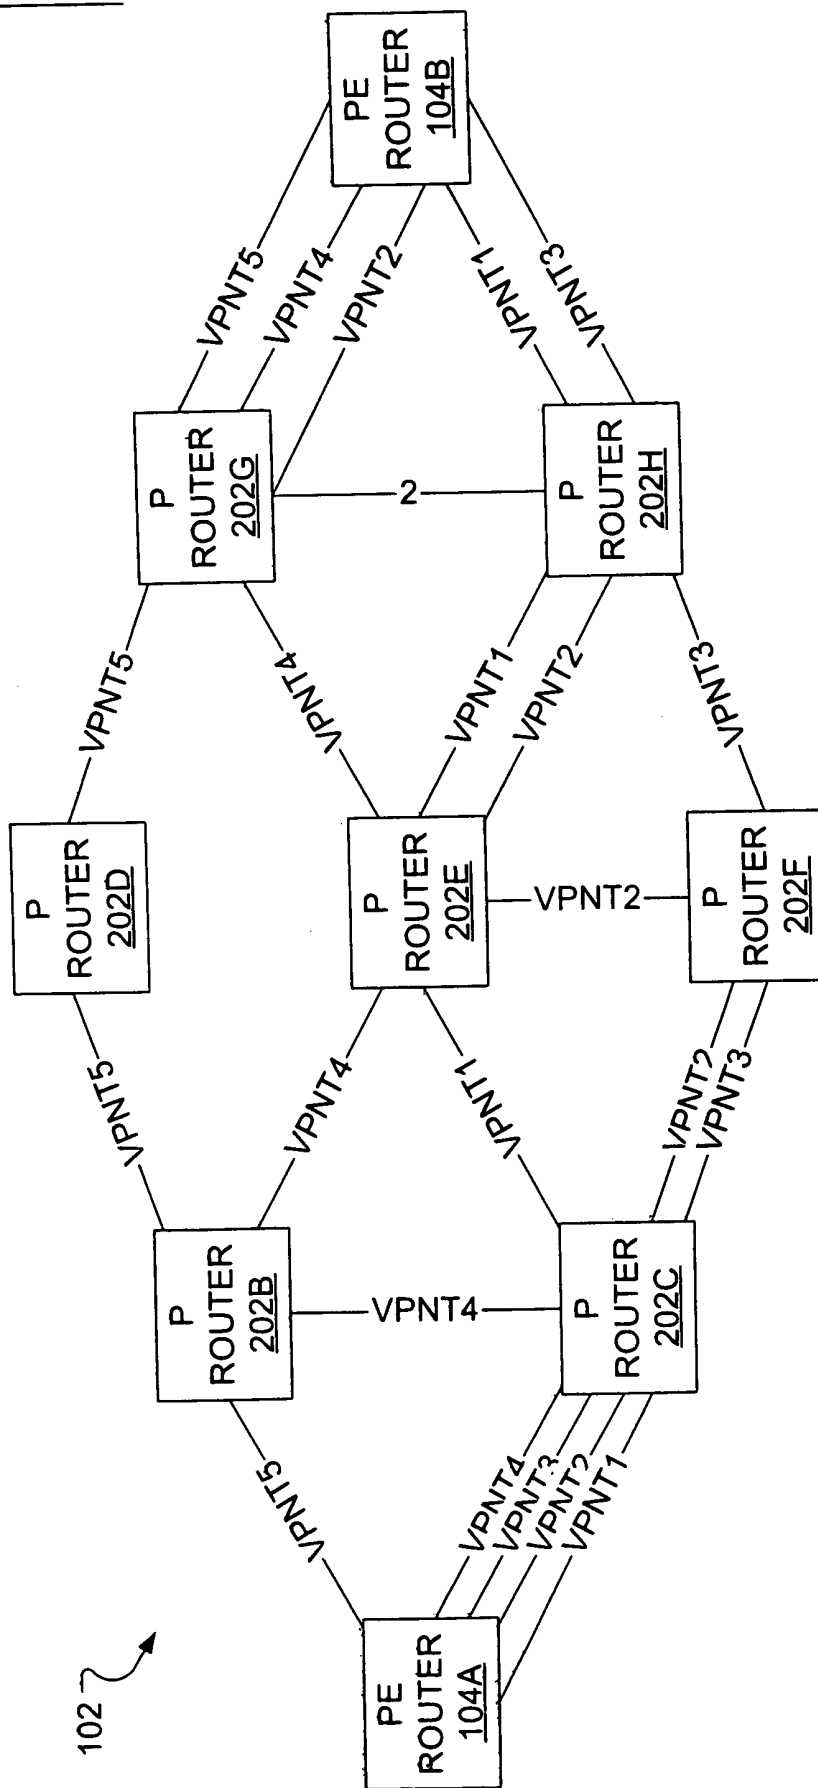 102
PE
ROUTER
104A
VPNT5
VPNT4
VPNT3
VPNT2
VPNT1
P
ROUTER
202B
VPNT4
P
ROUTER
202C
VPNT5
VPNT4
VPNT1
VPNT2
VPNT3
P
ROUTER
202D
P
ROUTER
202E
VPNT2
P
ROUTER
202F
VPNT5
VPNT4
VPNT1
VPNT2
VPNT3
P
ROUTER
202G
2
P
ROUTER
202H
VPNT5
VPNT4
VPNT2
VPNT1
VPNT3
PE
ROUTER
104B